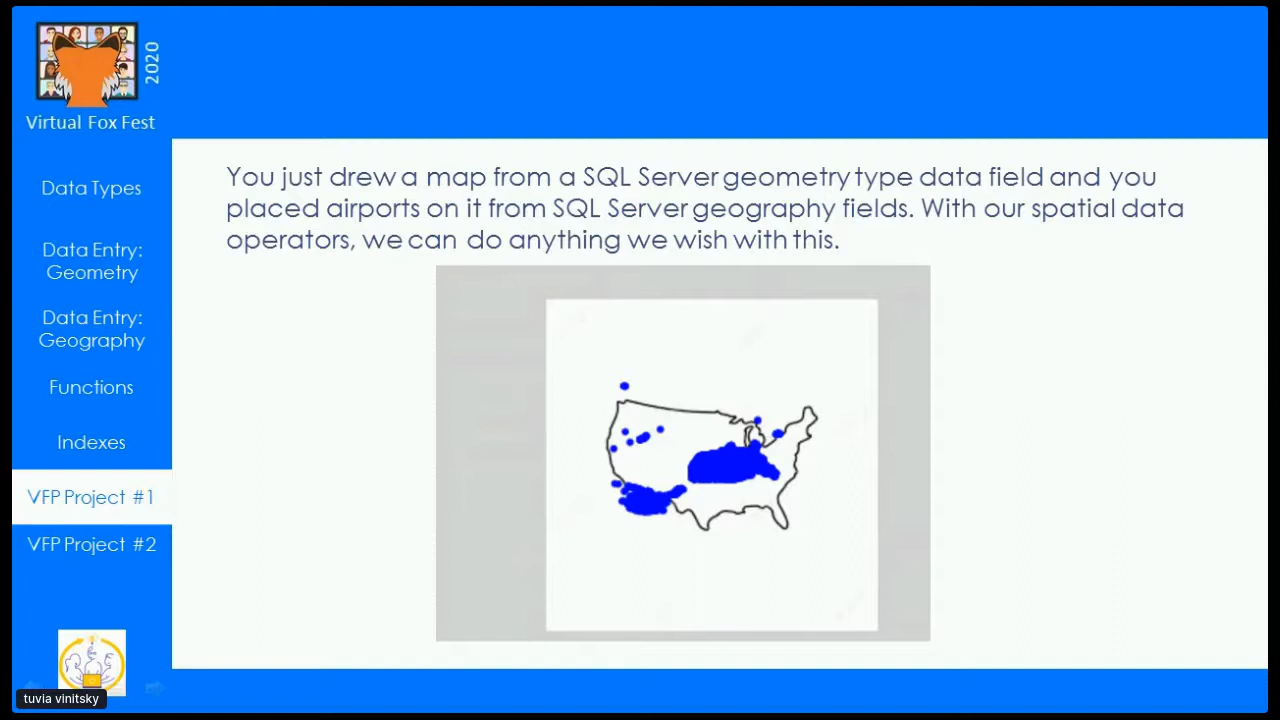 2020
Virtual Fox Fest
Data Types
Data Entry:
Geometry
Data Entry:
Geography
Functions
Indexes
VFP Project #1
VFP Project #2
You just drew a map from a SQL Server geometry type data field and you
placed airports on it from SQL Server geography fields. With our spatial data
operators, we can do anything we wish with this.
tuvia vinitsky